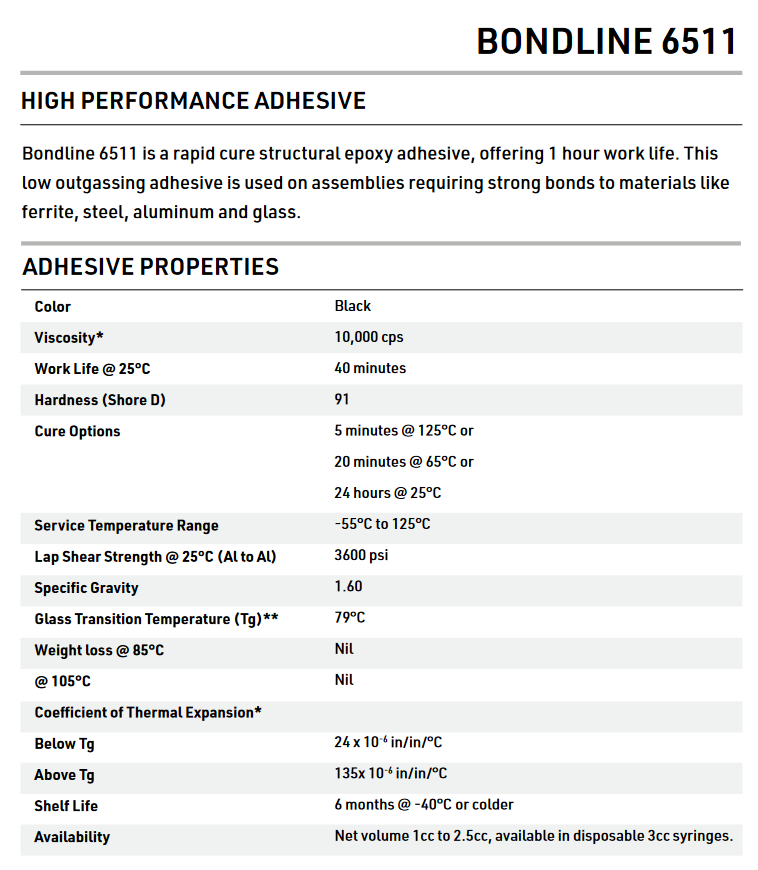 BONDLINE 6511
HIGH PERFORMANCE ADHESIVE
Bondline 6511 is a rapid cure structural epoxy adhesive, offering 1 hour work life. This
low outgassing adhesive is used on assemblies requiring strong bonds to materials like
ferrite, steel, aluminum and glass.
ADHESIVE PROPERTIES
Color Black
Viscosity* 10,000 cps
Work Life @ 25°C 40 minutes
Hardness (Shore D) 91
Cure Options 5 minutes @ 125°C or
20 minutes @ 65°C or
24 hours @ 25°C
Service Temperature Range -55°C to 125°C
Lap Shear Strength @ 25°C (Al to Al) 3600 psi
Specific Gravity 1.60
Glass Transition Temperature (Tg)** 79°C
Weight loss @ 85°C Nil
@ 105°C Nil
Coefficient of Thermal Expansion*
Below Tg 24 x 10⁻⁶ in/in/°C
Above Tg 135x 10⁻⁶ in/in/°C
Shelf Life 6 months @ -40°C or colder
Availability Net volume 1cc to 2.5cc, available in disposable 3cc syringes.